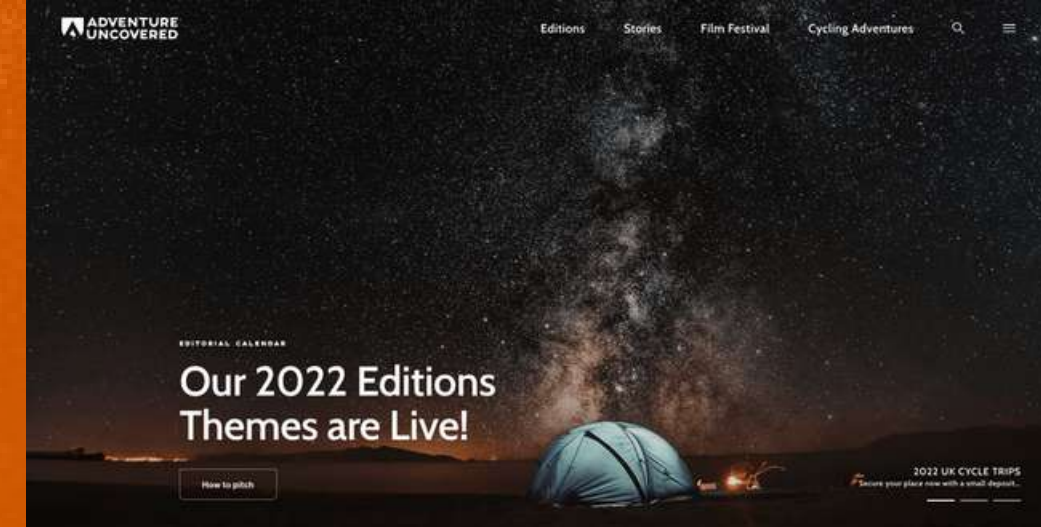 ADVENTURE
UNCOVERED
Editions Stories Film Festival Cycling Adventures
EDITORIAL CALENDAR
Our 2022 Editions
Themes are Live!
How to pitch
2022 UK CYCLE TRIPS
Secure your place now with a small deposit...